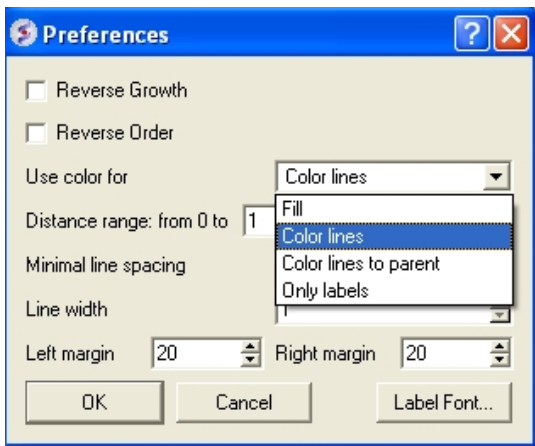 Preferences
Reverse Growth
Reverse Order
Use color for Color lines
Fill
Distance range: from 0 to 1
Color lines
Minimal line spacing Color lines to parent
Only labels
Line width
Left margin 20 Right margin 20
OK Cancel Label Font...